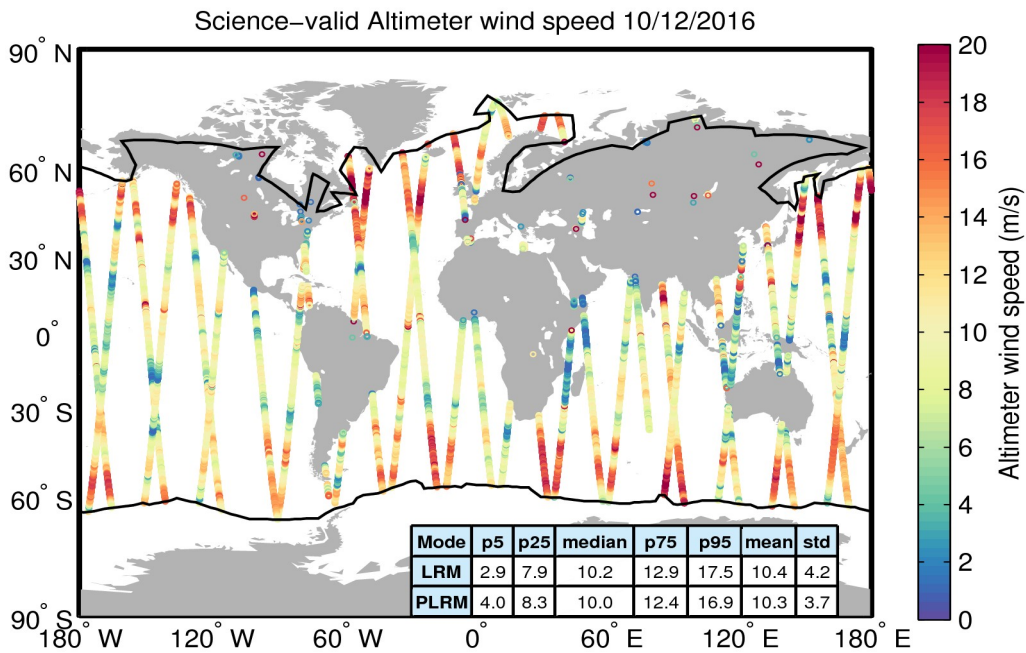 Science−valid Altimeter wind speed 10/12/2016
90° N
60° N
30° N
0°
30° S
60° S
90° S
180° W
120° W
60° W
0°
60° E
120° E
180° E
20
18
16
14
12
10
8
6
4
2
0
Altimeter wind speed (m/s)
Mode p5 p25 median p75 p95 mean std
LRM 2.9 7.9 10.2 12.9 17.5 10.4 4.2
PLRM 4.0 8.3 10.0 12.4 16.9 10.3 3.7